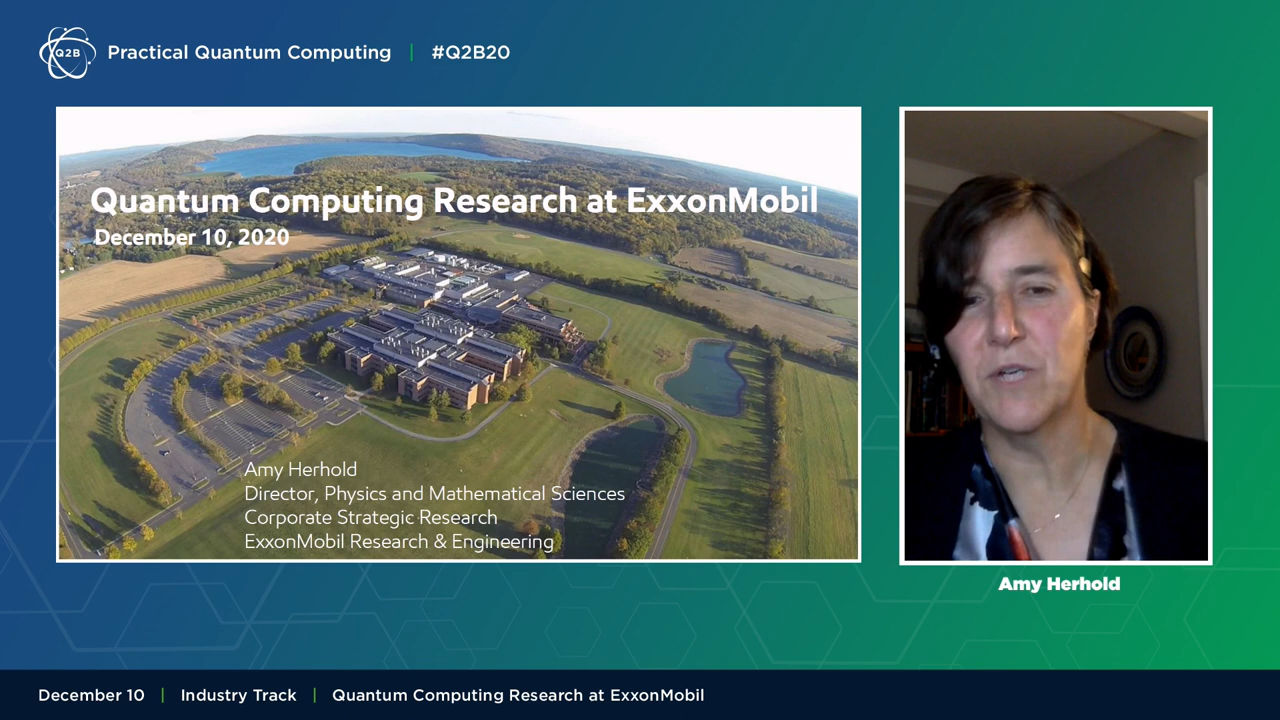 Q2B Practical Quantum Computing | #Q2B20
Quantum Computing Research at ExxonMobil
December 10, 2020
Amy Herhold
Director, Physics and Mathematical Sciences
Corporate Strategic Research
ExxonMobil Research & Engineering
Amy Herhold
December 10 | Industry Track | Quantum Computing Research at ExxonMobil